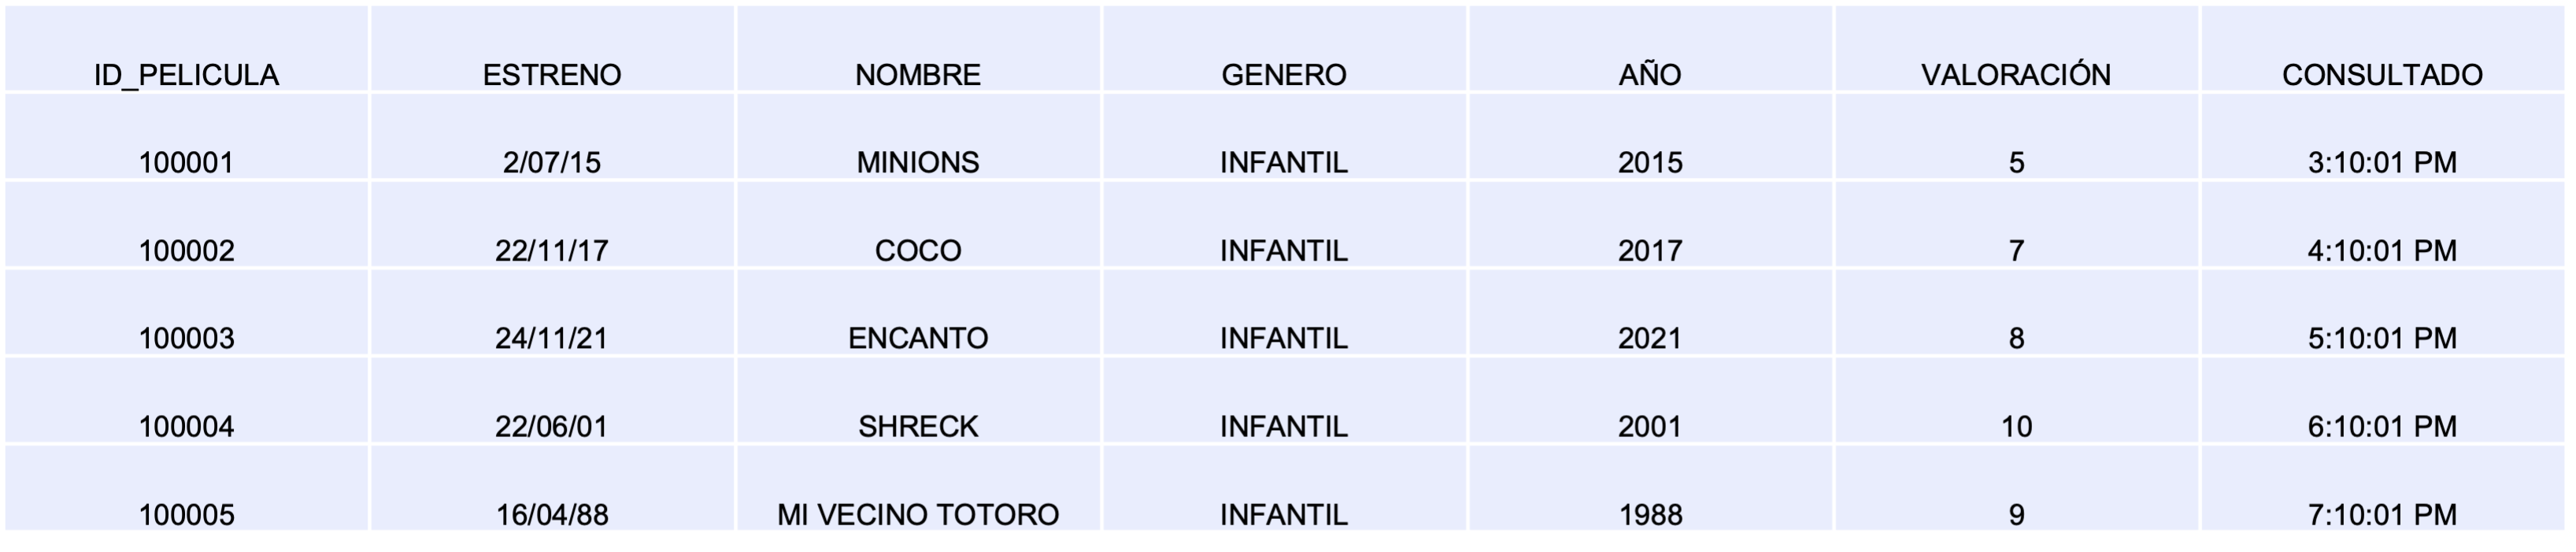 ID_PELICULA ESTRENO NOMBRE GENERO AÑO VALORACIÓN CONSULTADO
100001 2/07/15 MINIONS INFANTIL 2015 5 3:10:01 PM
100002 22/11/17 COCO INFANTIL 2017 7 4:10:01 PM
100003 24/11/21 ENCANTO INFANTIL 2021 8 5:10:01 PM
100004 22/06/01 SHRECK INFANTIL 2001 10 6:10:01 PM
100005 16/04/88 MI VECINO TOTORO INFANTIL 1988 9 7:10:01 PM